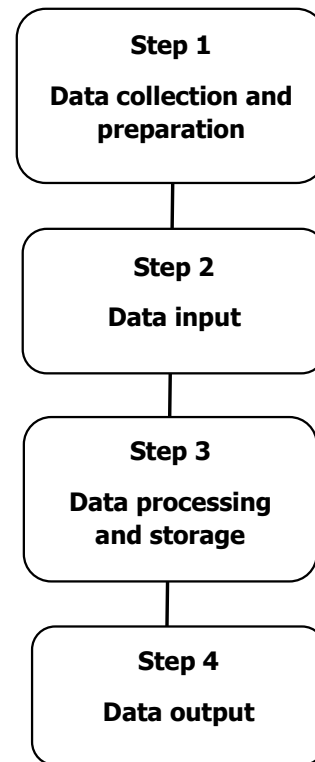 Step 1
Data collection and
preparation
Step 2
Data input
Step 3
Data processing
and storage
Step 4
Data output